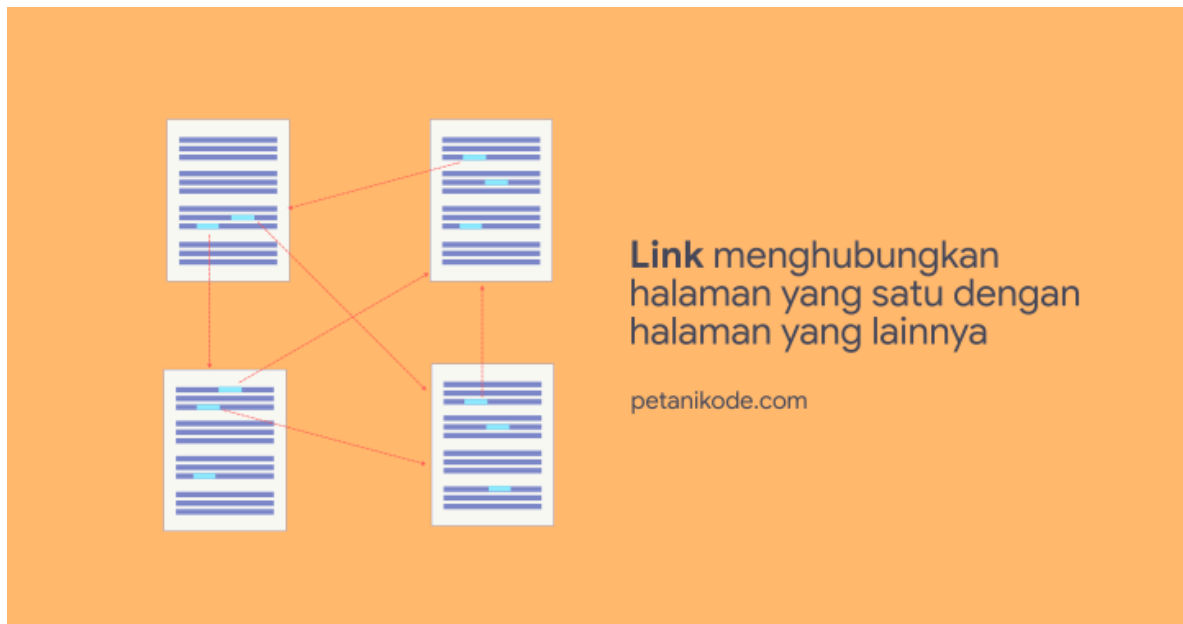 Link menghubungkan
halaman yang satu dengan
halaman yang lainnya
petanikode.com